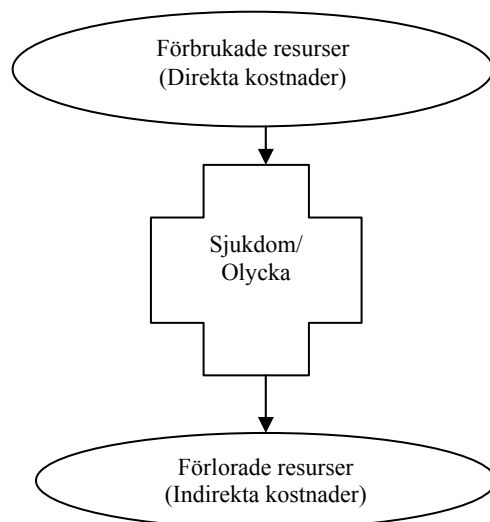 Förbrukade resurser
(Direkta kostnader)
Sjukdom/
Olycka
Förlorade resurser
(Indirekta kostnader)